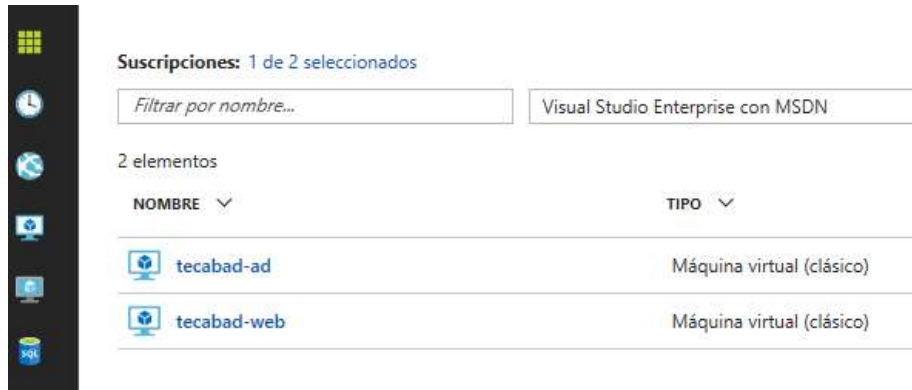 Suscripciones: 1 de 2 seleccionados
Filtrar por nombre... Visual Studio Enterprise con MSDN
2 elementos
NOMBRE TIPO
tecabad-ad Máquina virtual (clásico)
tecabad-web Máquina virtual (clásico)
SQL